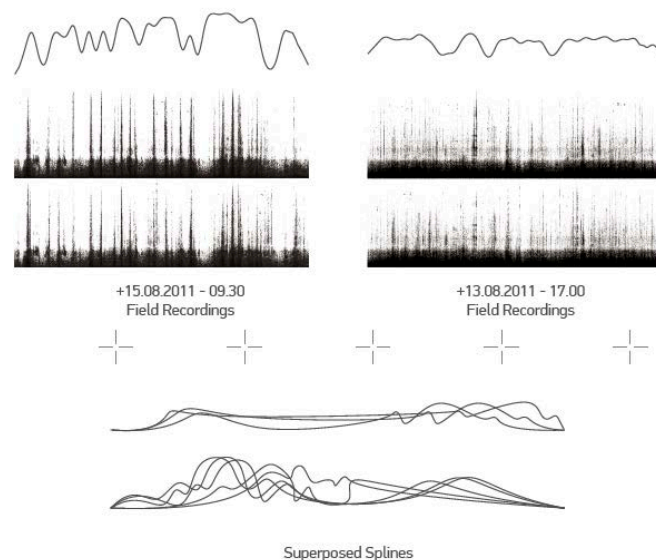 +15.08.2011 - 09.30
Field Recordings
+13.08.2011 - 17.00
Field Recordings
Superposed Splines